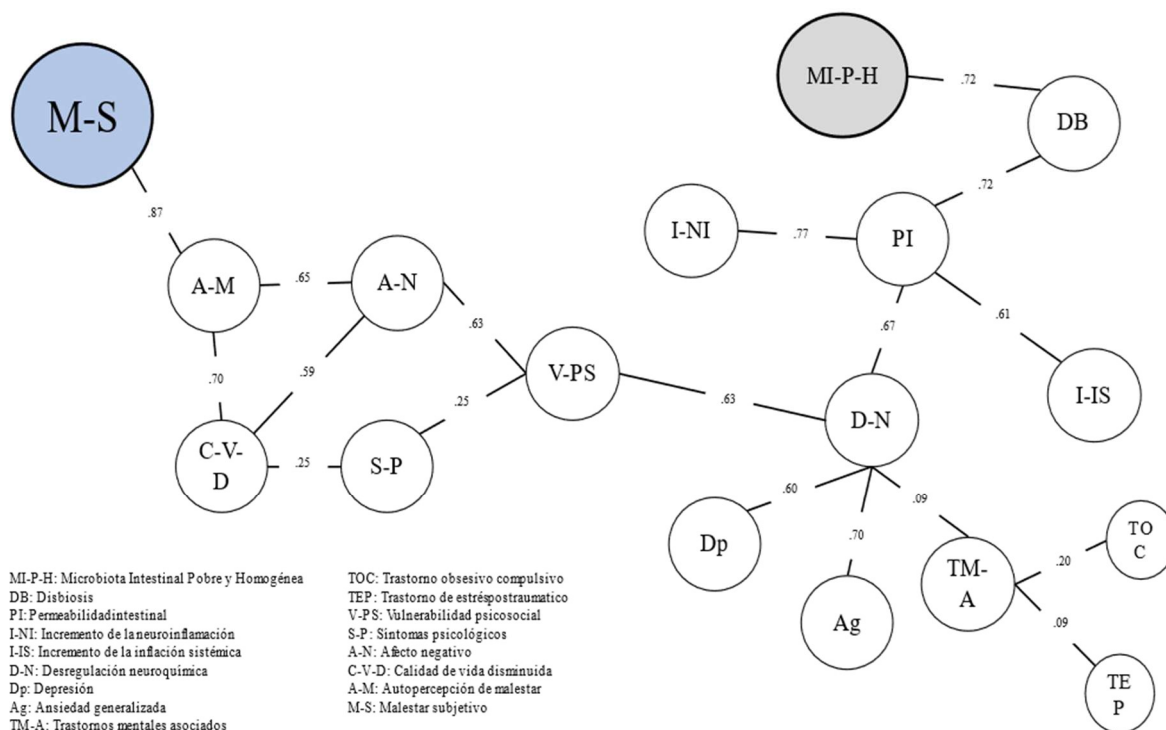 MI-P-H
.72
DB
M-S
.72
.87
I-NI
.77
PI
A-M
.65
A-N
.61
.63
.67
.70
.59
V-PS
.63
I-IS
.25
D-N
C-V-
D
.25
S-P
.60
.09
Dp
.70
TO
C
.20
TM-
A
Ag
.09
TE
P
MI-P-H: Microbiota Intestinal Pobre y Homogénea
DB: Disbiosis
PI: Permeabilidadintestinal
I-NI: Incremento de laneuroinflamación
I-IS: Incremento de la inflación sistémica
D-N: Desregulación neuroquímica
Dp: Depresión
Ag: Ansiedad generalizada
TM-A: Trastornos mentales asociados
TOC: Trastorno obsesivo compulsivo
TEP: Trastorno de estréspostraumatico
V-PS: Vulnerabilidad psicosocial
S-P: Síntomas psicológicos
A-N: Afecto negativo
C-V-D: Calidad de vida disminuida
A-M: Autopercepción de malestar
M-S: Malestar subjetivo